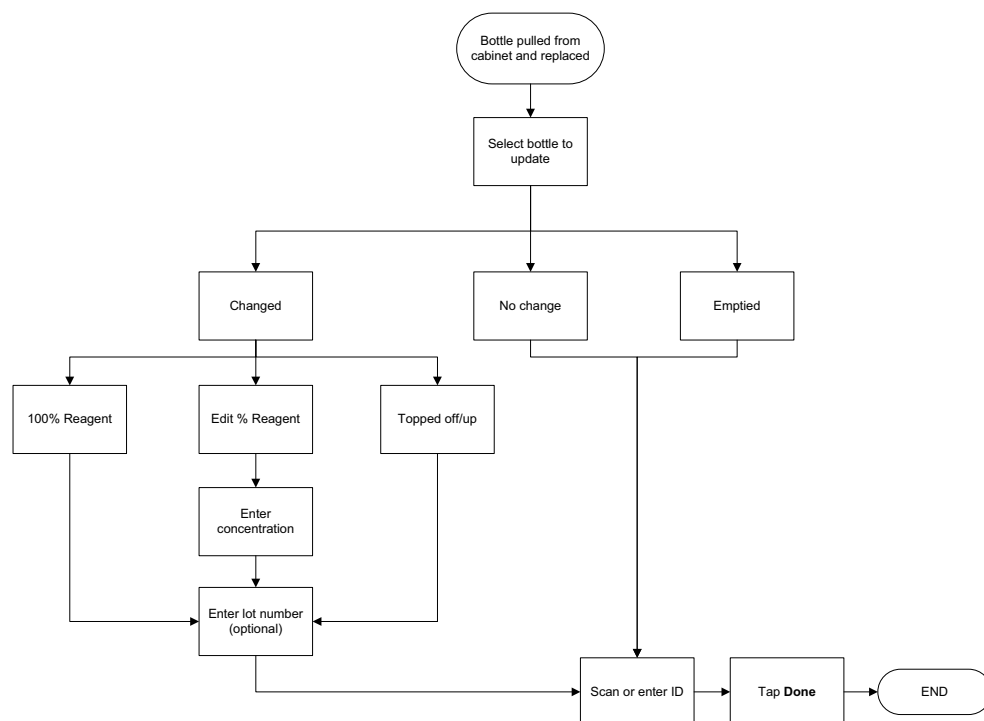 Bottle pulled from
cabinet and replaced
Select bottle to
update
Changed
No change
Emptied
100% Reagent
Edit % Reagent
Topped off/up
Enter
concentration
Enter lot number
(optional)
Scan or enter ID
Tap Done
END